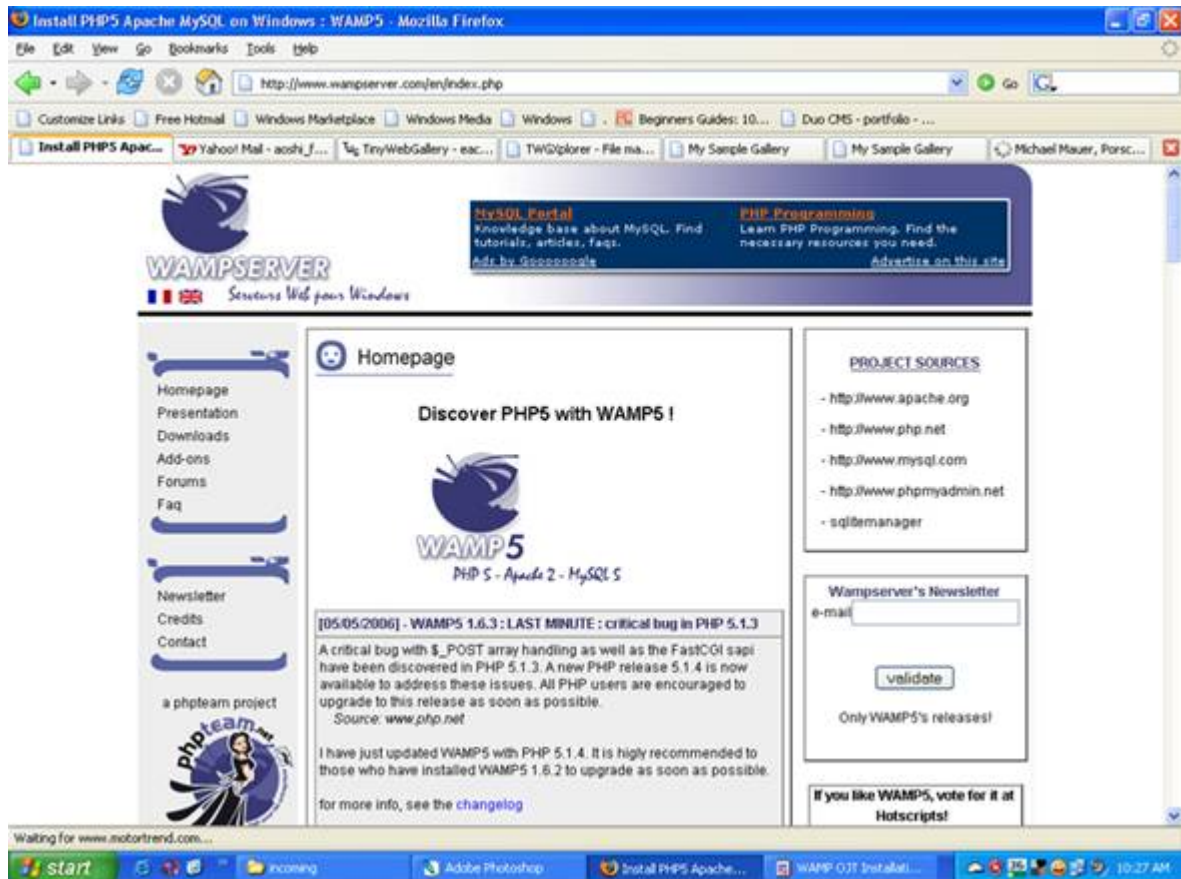 Install PHP5 Apache MySQL on Windows : WAMP5 - Mozilla Firefox
File Edit View Go Bookmarks Tools Help
http://www.wampserver.com/en/index.php
Go
Customize Links Free Hotmail Windows Marketplace Windows Media Windows . Beginners Guides: 10... Duo CMS - portfolio - ...
Install PHP5 Apac... Yahoo! Mail - aoshi_f... TinyWebGallery - eac... TWGXplorer - File ma... My Sample Gallery My Sample Gallery Michael Mauer, Porsc...
MySQL Portal
Knowledge base about MySQL. Find
tutorials, articles, faqs.
Ads by Goooooogle
PHP Programming
Learn PHP Programming. Find the
necessary resources you need.
Advertise on this site
WAMPSERVER
Serveurs Web pour Windows
Homepage
Presentation
Downloads
Add-ons
Forums
Faq
Newsletter
Credits
Contact
a phpteam project
phpteam.net
Homepage
Discover PHP5 with WAMP5 !
WAMP5
PHP 5 - Apache 2 - MySQL 5
[05/05/2006] - WAMP5 1.6.3 : LAST MINUTE : critical bug in PHP 5.1.3
A critical bug with $_POST array handling as well as the FastCGI sapi
have been discovered in PHP 5.1.3. A new PHP release 5.1.4 is now
available to address these issues. All PHP users are encouraged to
upgrade to this release as soon as possible.
Source: www.php.net
I have just updated WAMP5 with PHP 5.1.4. It is higly recommended to
those who have installed WAMP5 1.6.2 to upgrade as soon as possible.
for more info, see the changelog
PROJECT SOURCES
- http://www.apache.org
- http://www.php.net
- http://www.mysql.com
- http://www.phpmyadmin.net
- sqlitemanager
Wampserver's Newsletter
e-mail
validate
Only WAMP5's releases!
If you like WAMP5, vote for it at
Hotscripts!
Waiting for www.motortrend.com...
start incoming Adobe Photoshop Install PHP5 Apache... WAMP OJT Installati... 10:27 AM